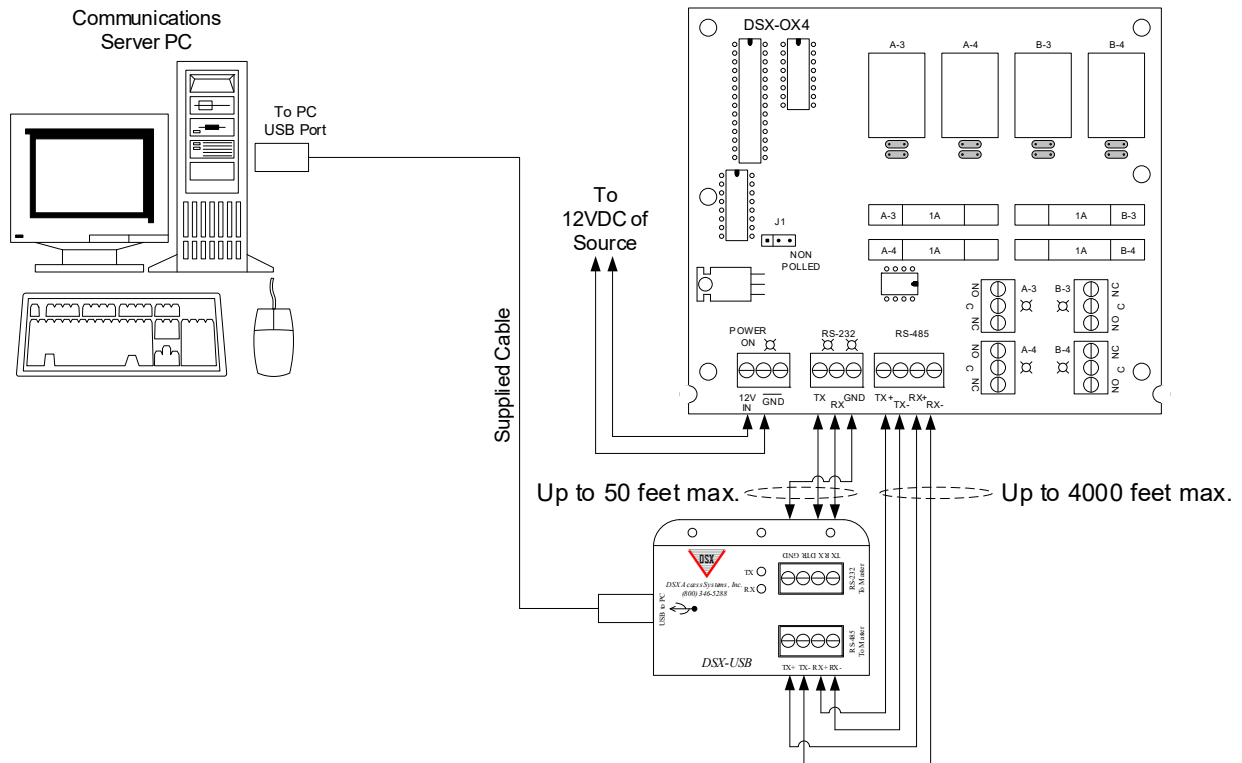 Communications
Server PC
To PC
USB Port
Supplied Cable
To
12VDC of
Source
DSX-OX4
A-3 A-4 B-3 B-4
A-3 1A 1A B-3
A-4 1A 1A B-4
J1
NON
POLLED
NO C NC A-3 B-3 NC C NO
NO C NC A-4 B-4 NC C NO
POWER
ON
RS-232
RS-485
12V
IN
GND
TX RX GND
TX+ TX- RX+ RX-
Up to 50 feet max.
Up to 4000 feet max.
DSX
DSX Access Systems, Inc.
(800) 346-5288
TX
RX
GND DTR RX TX
RS-232
To Master
USB to PC
RS-485
To Master
DSX-USB
TX+ TX- RX+ RX-